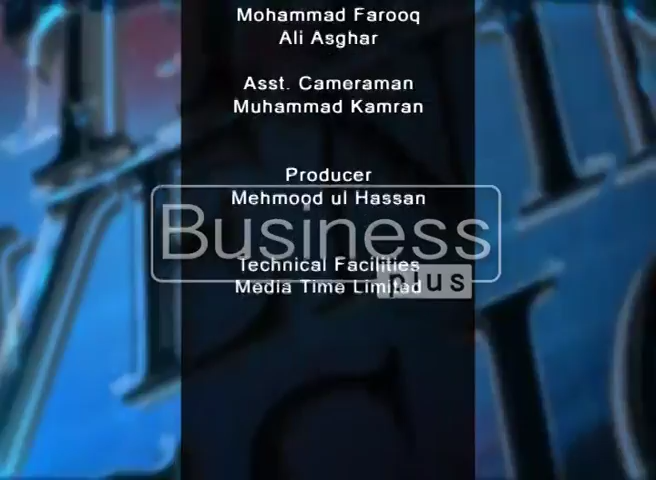 Mohammad Farooq
Ali Asghar
Asst. Cameraman
Muhammad Kamran
Producer
Mehmood ul Hassan
Business
Technical Facilities
plus
Media Time Limited